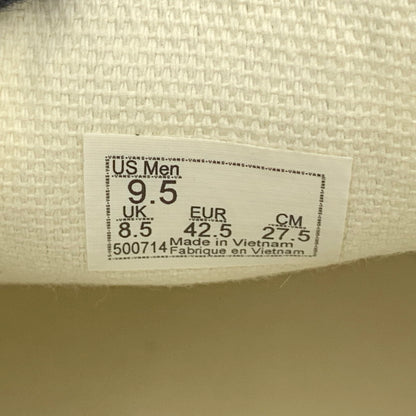 US Men
9.5
UK EUR CM
8.5 42.5 27.5
500714 Made in Vietnam
Fabrique en Vietnam